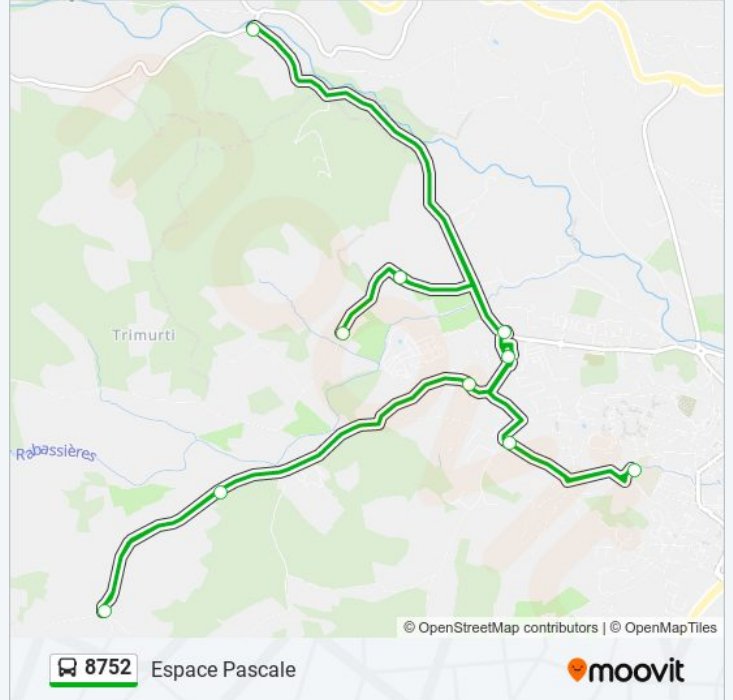 Trimurti
Rabassières
© OpenStreetMap contributors | © OpenMapTiles
8752 Espace Pascale
moovit